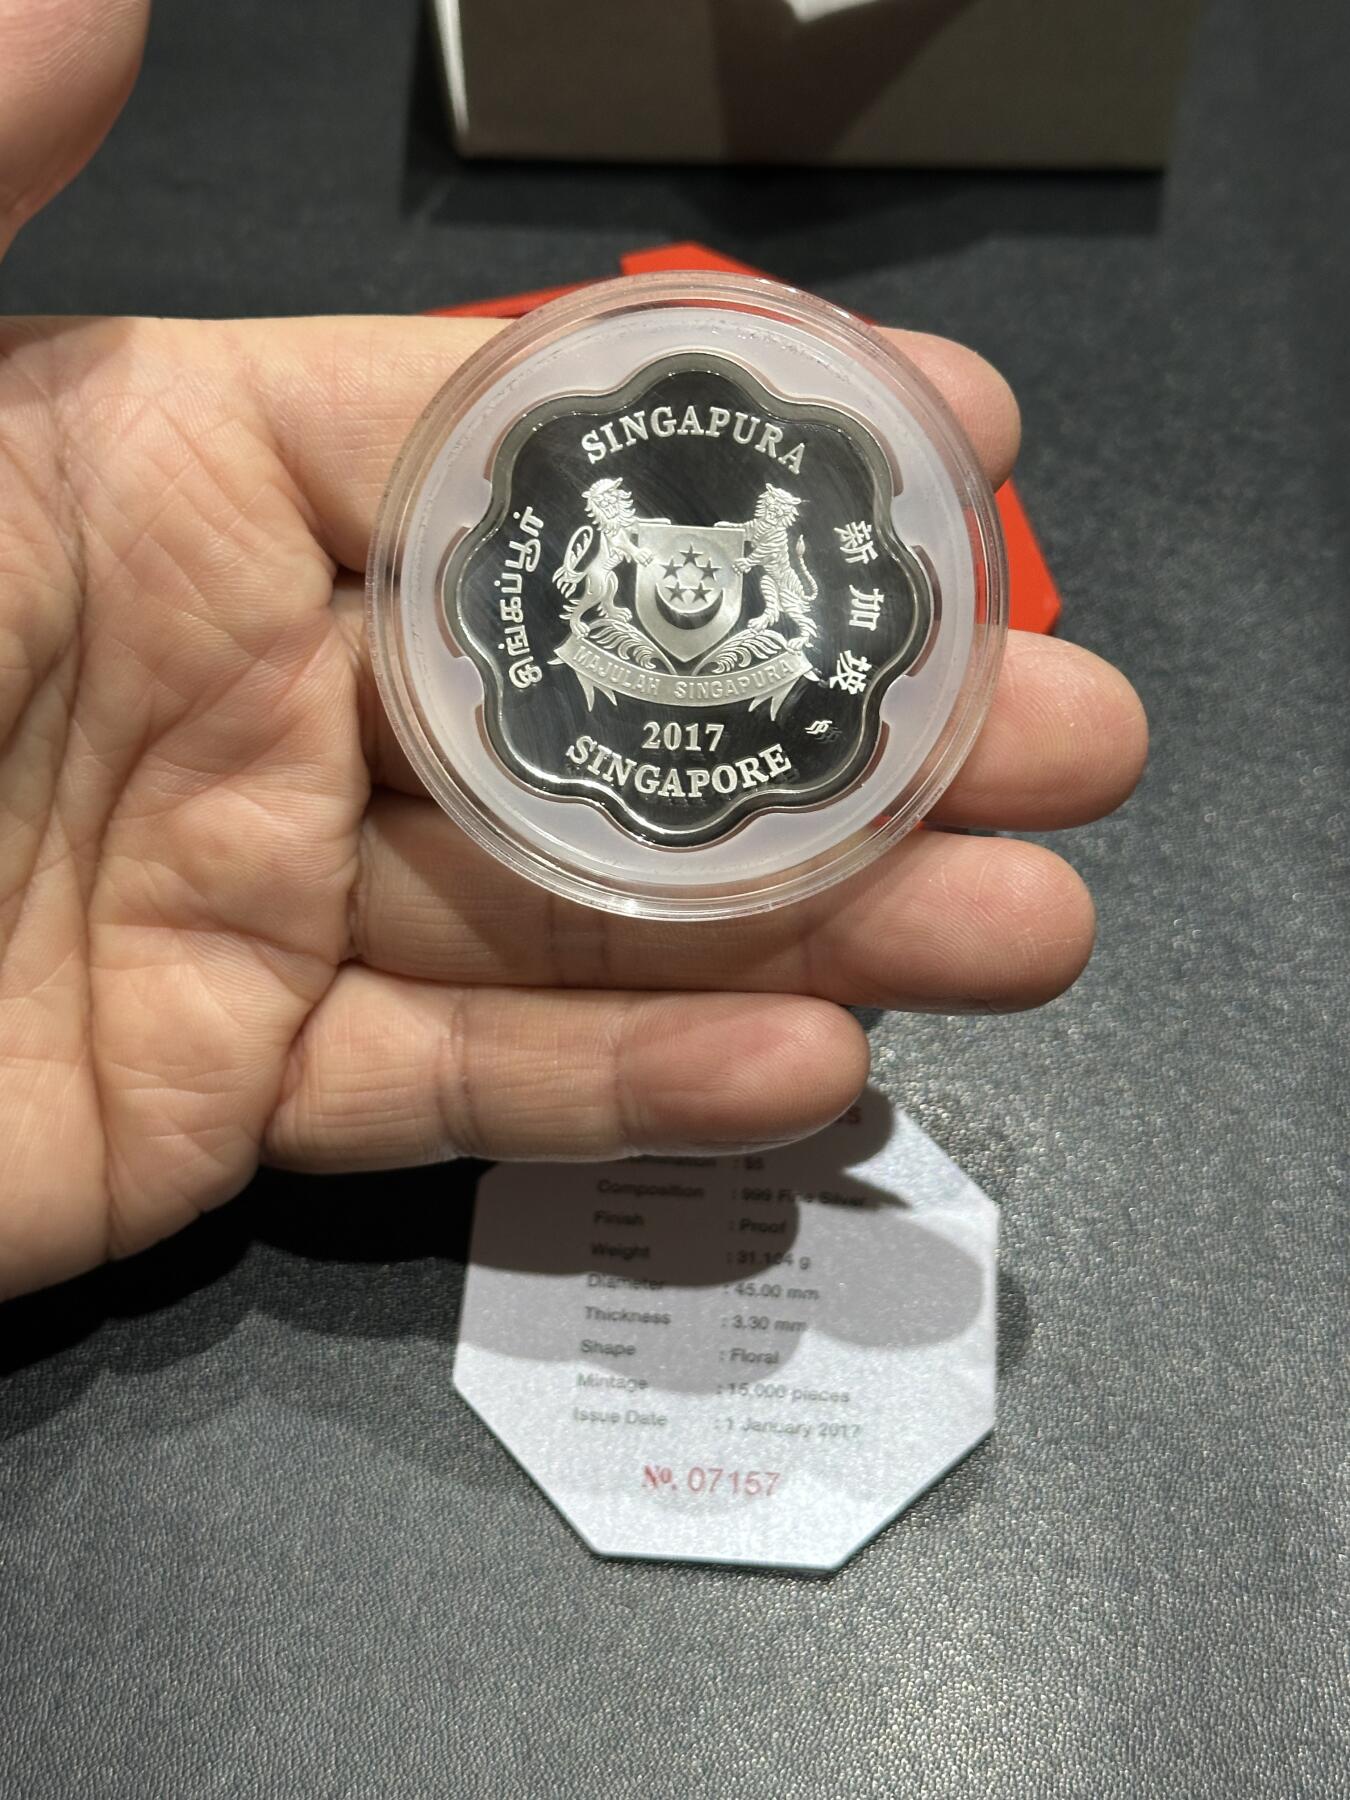 SINGAPURA
சிங்கப்பூர்
新加坡
MAJULAH SINGAPURA
2017
SINGAPORE
: $5
Composition : 999 Fine Silver
Finish : Proof
Weight : 31.104 g
Diameter : 45.00 mm
Thickness : 3.30 mm
Shape : Floral
Mintage : 15,000 pieces
Issue Date : 1 January 2017
No. 07157